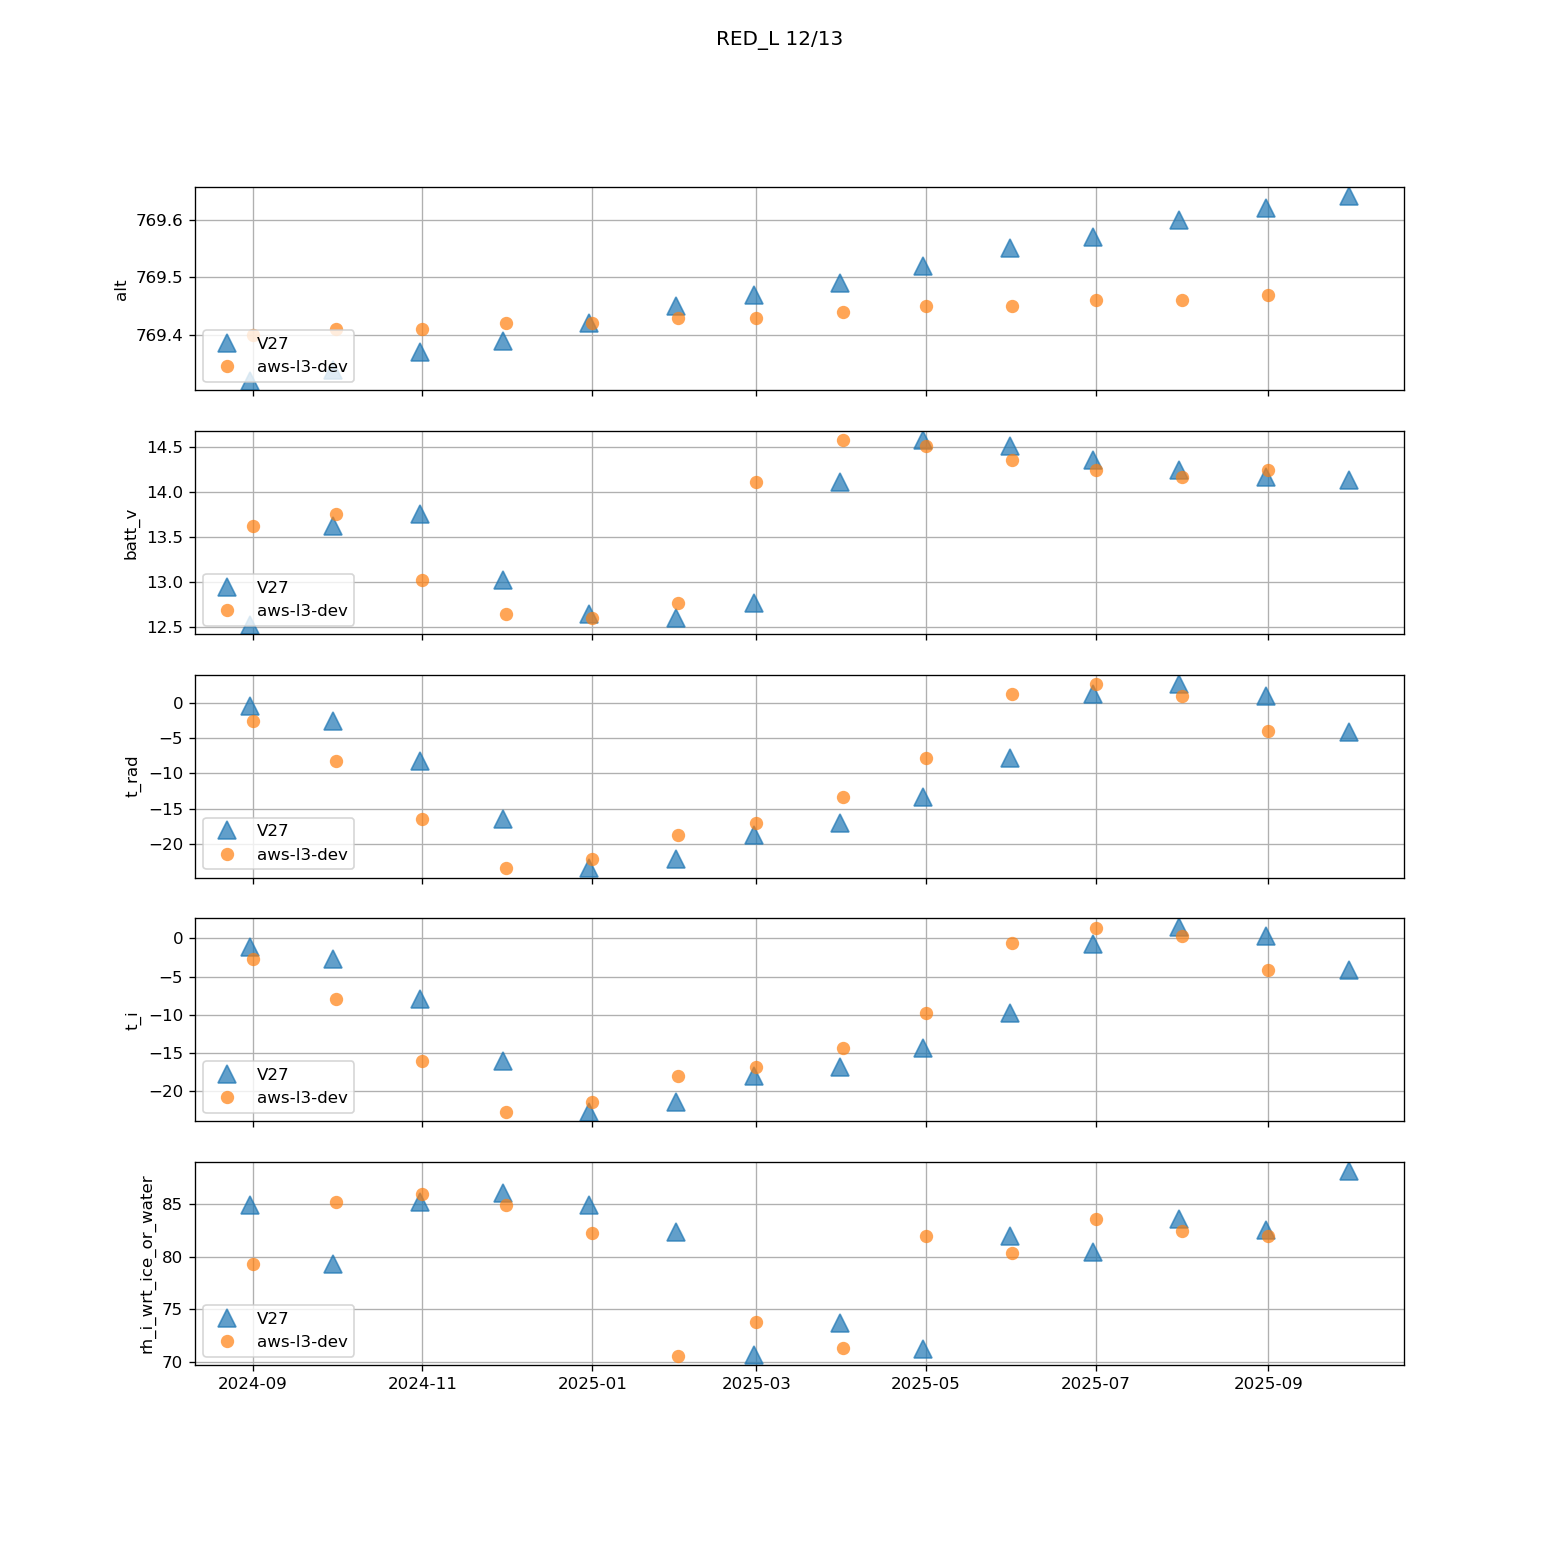 RED_L 12/13
769.6
769.5
769.4
alt
V27
aws-l3-dev
14.5
14.0
13.5
13.0
12.5
batt_v
V27
aws-l3-dev
0
−5
−10
−15
−20
t_rad
V27
aws-l3-dev
0
−5
−10
−15
−20
t_i
V27
aws-l3-dev
85
80
75
70
rh_i_wrt_ice_or_water
V27
aws-l3-dev
2024-09 2024-11 2025-01 2025-03 2025-05 2025-07 2025-09